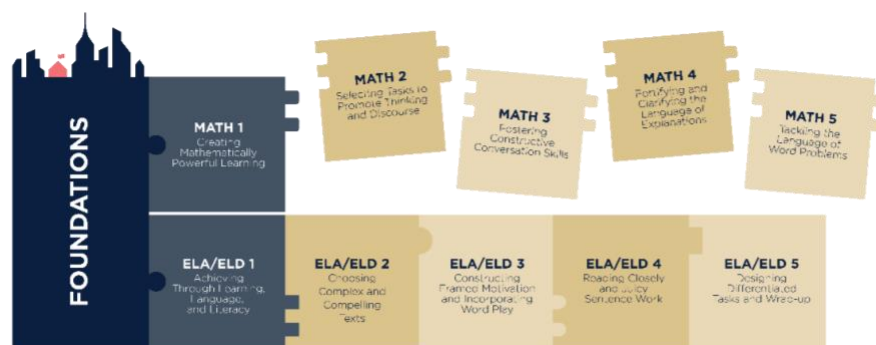 FOUNDATIONS
MATH 1
Creating
Mathematically
Powerful Learning
MATH 2
Selecting Tasks to
Promote Thinking
and Discourse
MATH 3
Fostering
Constructive
Conversation Skills
MATH 4
Fortifying and
Clarifying the
Language of
Explanations
MATH 5
Tackling the
Language of
Word Problems
ELA/ELD 1
Achieving
Through Learning,
Language,
and Literacy
ELA/ELD 2
Choosing
Complex and
Compelling
Texts
ELA/ELD 3
Constructing
Framed Motivation
and Incorporating
Word Play
ELA/ELD 4
Reading Closely
and Juicy
Sentence Work
ELA/ELD 5
Designing
Differentiated
Tasks and Wrap-up